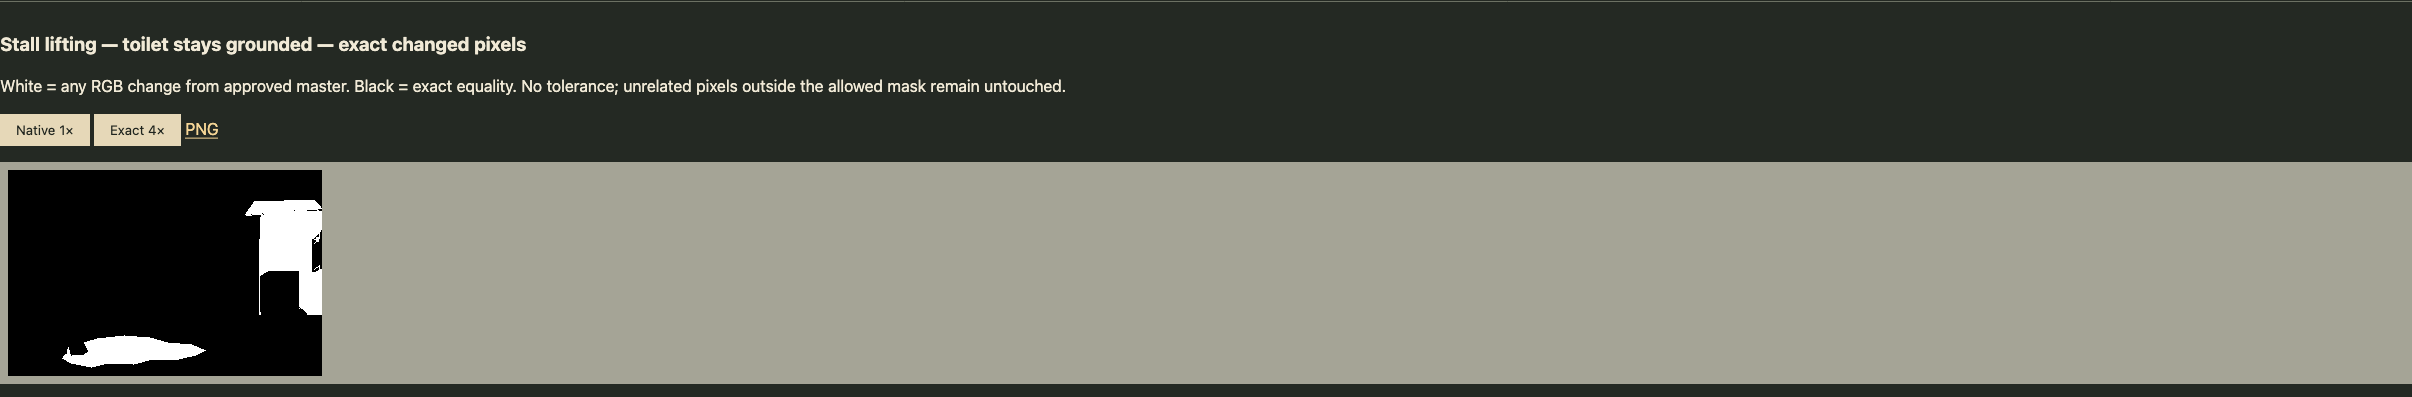 Stall lifting — toilet stays grounded — exact changed pixels
White = any RGB change from approved master. Black = exact equality. No tolerance; unrelated pixels outside the allowed mask remain untouched.
Native 1× Exact 4× PNG